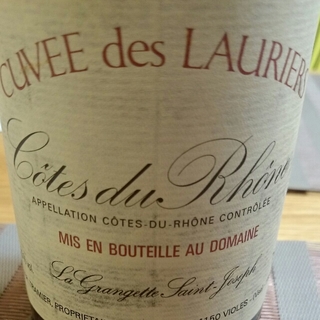 CUVEE des LAURIERS
Côtes du Rhône
APPELLATION CÔTES-DU-RHÔNE CONTRÔLÉE
MIS EN BOUTEILLE AU DOMAINE
La Grangette Saint-Joseph
VIOLES